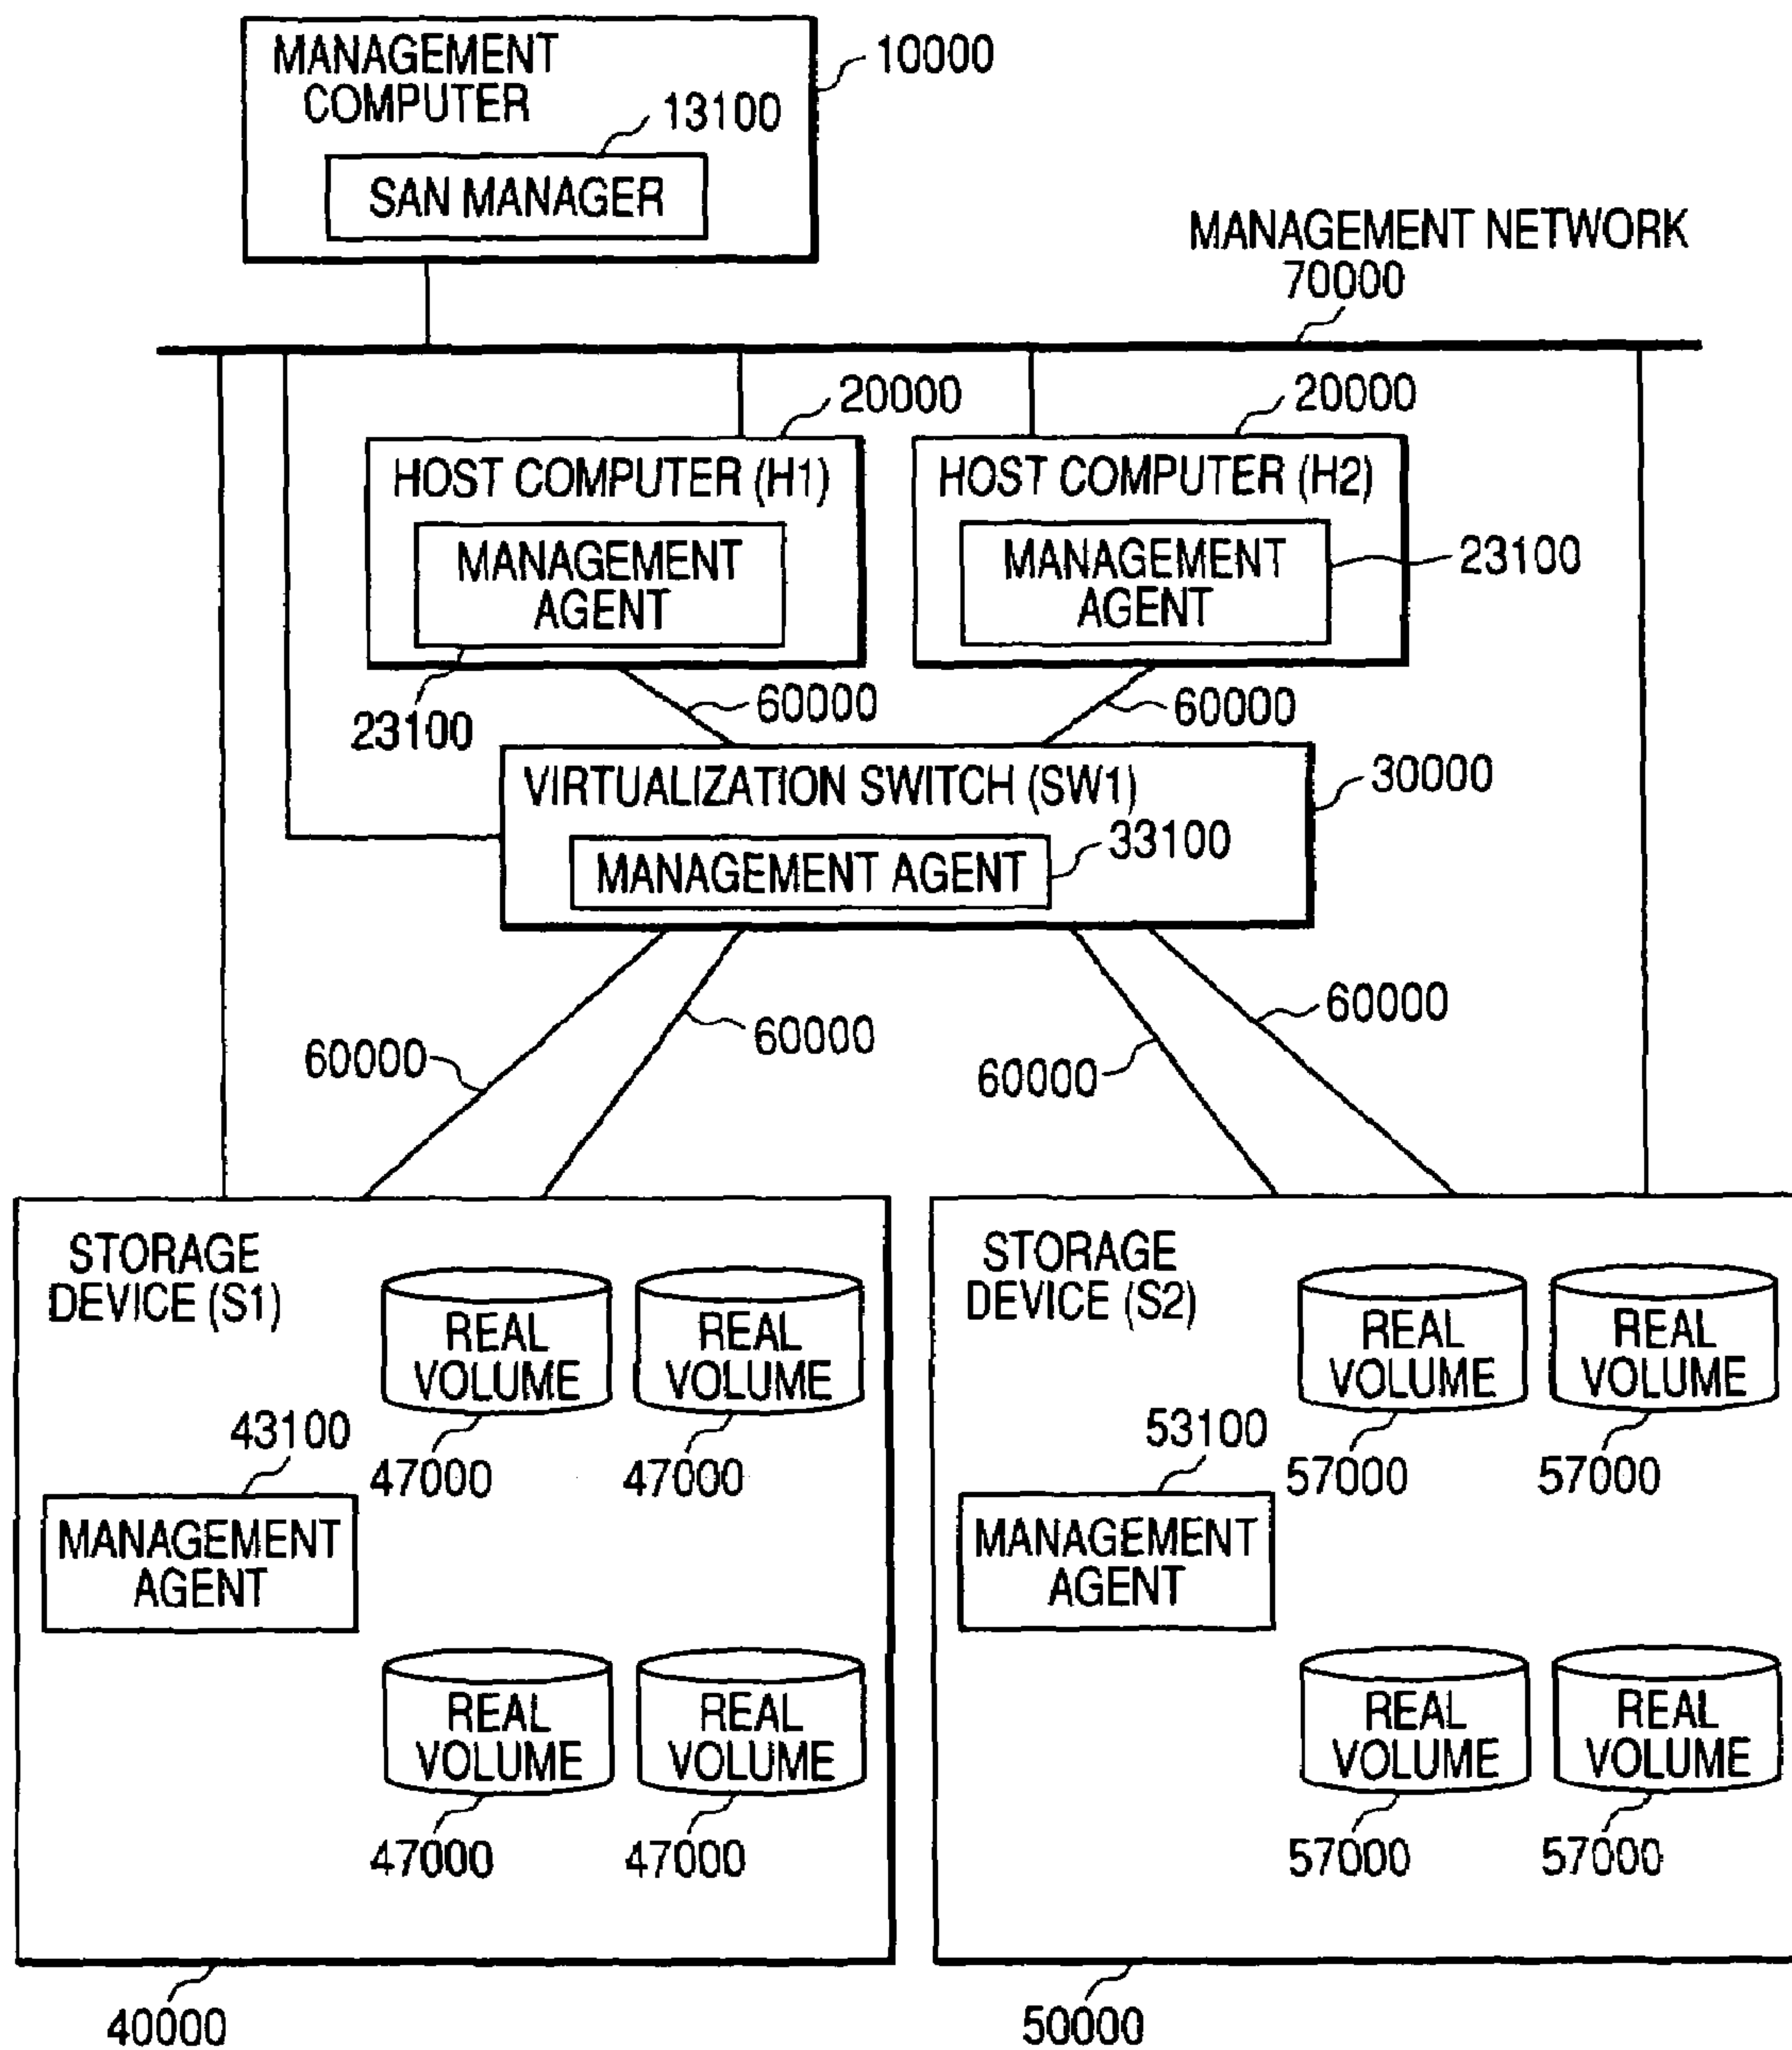 MANAGEMENT
COMPUTER
10000
13100
SAN MANAGER
MANAGEMENT NETWORK
70000
20000
20000
HOST COMPUTER (H1)
HOST COMPUTER (H2)
MANAGEMENT
AGENT
MANAGEMENT
AGENT
23100
23100
60000
60000
VIRTUALIZATION SWITCH (SW1)
30000
MANAGEMENT AGENT
33100
60000
60000
60000
60000
STORAGE
DEVICE (S1)
REAL
VOLUME
REAL
VOLUME
43100
47000
47000
MANAGEMENT
AGENT
REAL
VOLUME
REAL
VOLUME
47000
47000
40000
STORAGE
DEVICE (S2)
REAL
VOLUME
REAL
VOLUME
53100
57000
57000
MANAGEMENT
AGENT
REAL
VOLUME
REAL
VOLUME
57000
57000
50000